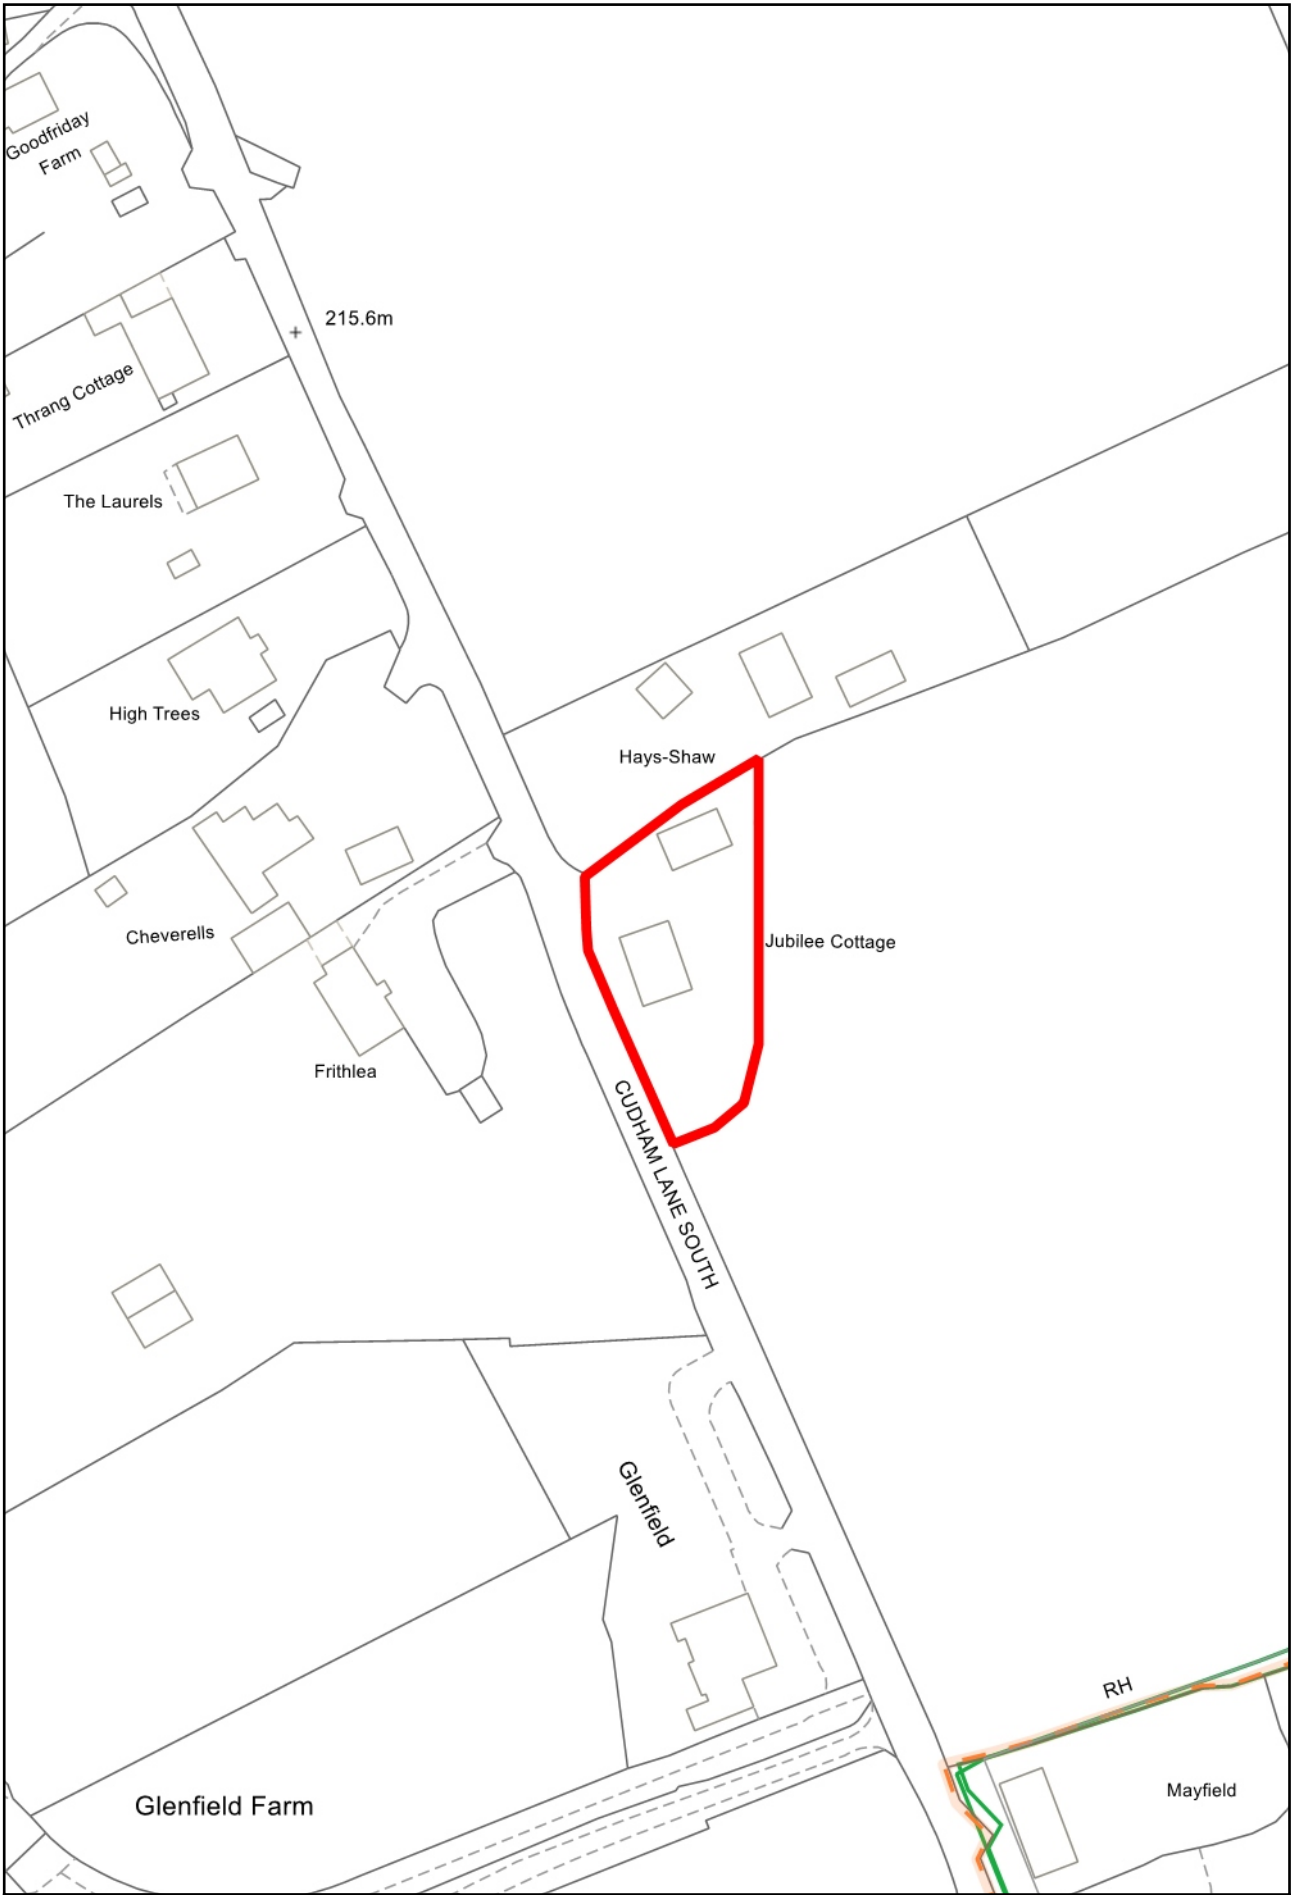 Goodfriday
Farm
215.6m
Thrang Cottage
The Laurels
High Trees
Hays-Shaw
Cheverells
Jubilee Cottage
Frithlea
CUDHAM LANE SOUTH
Glenfield
RH
Mayfield
Glenfield Farm